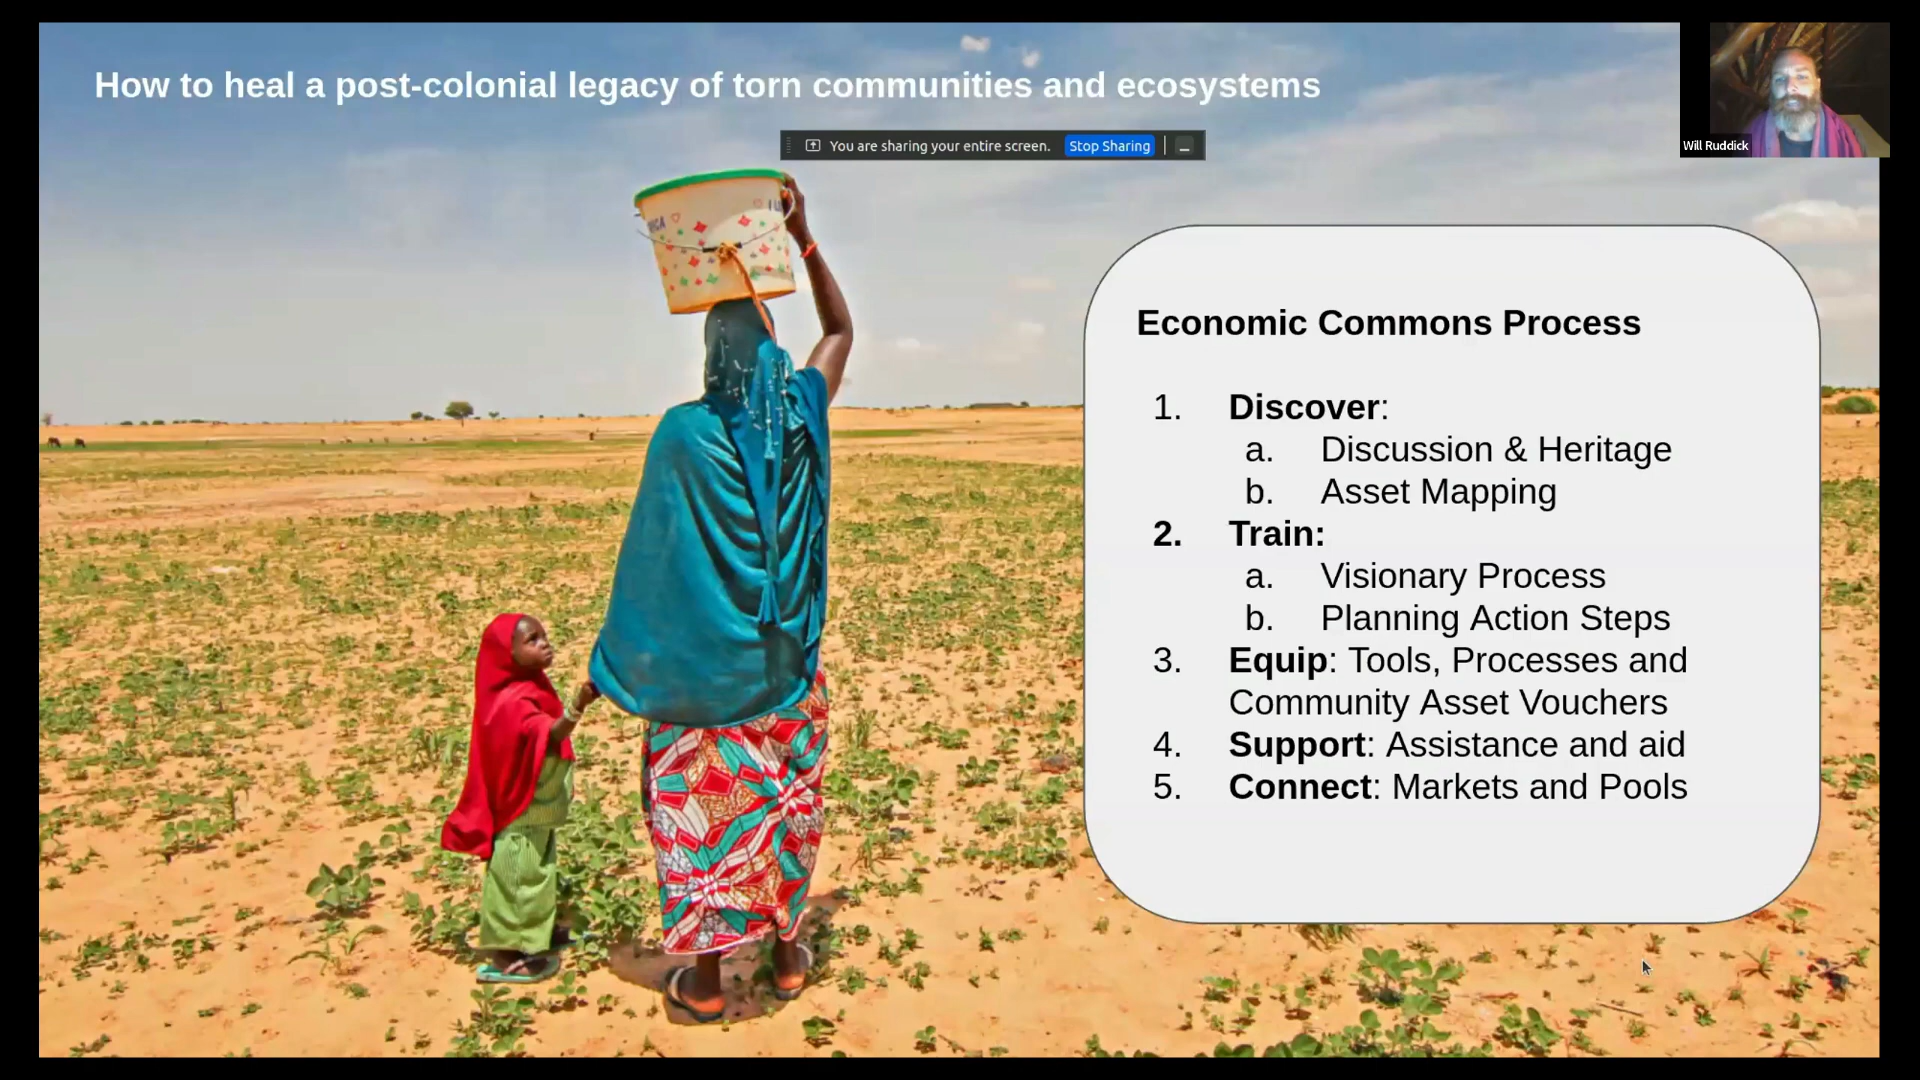 How to heal a post-colonial legacy of torn communities and ecosystems
You are sharing your entire screen. Stop Sharing
Will Ruddick
Economic Commons Process
1. Discover:
a. Discussion & Heritage
b. Asset Mapping
2. Train:
a. Visionary Process
b. Planning Action Steps
3. Equip: Tools, Processes and
Community Asset Vouchers
4. Support: Assistance and aid
5. Connect: Markets and Pools